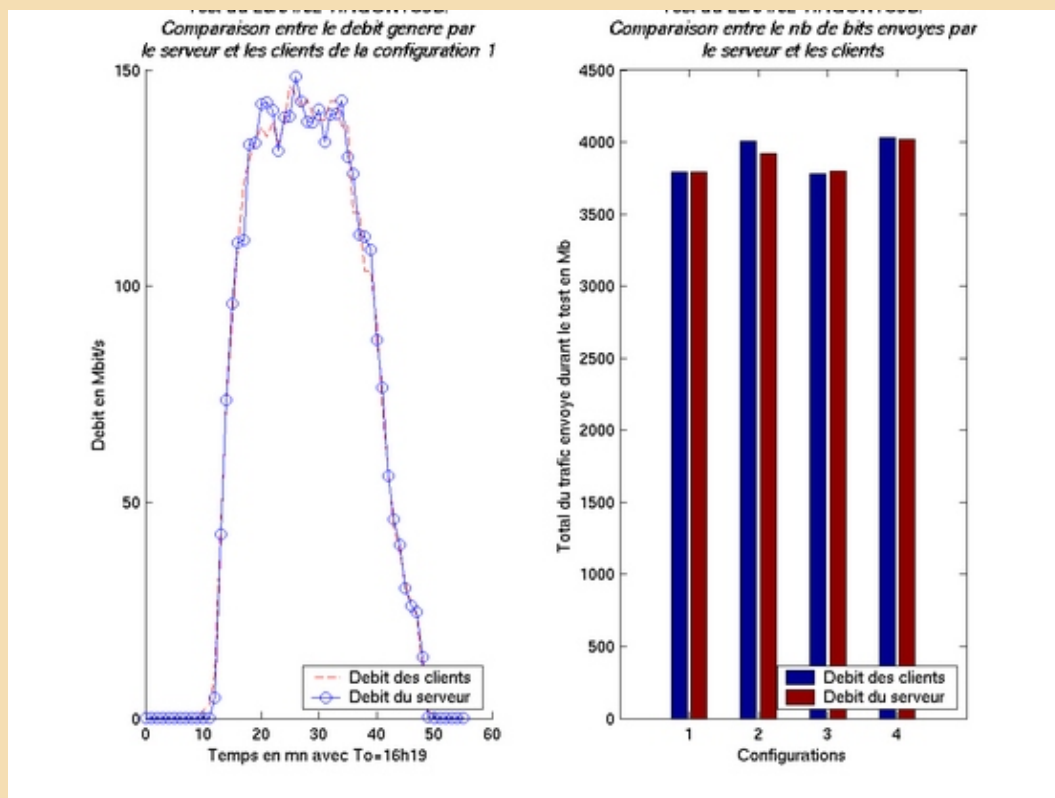 Comparaison entre le debit genere par
le serveur et les clients de la configuration 1
150
100
50
0
Debit en Mbit/s
0 10 20 30 40 50 60
Temps en mn avec To=16h19
Debit des clients
Debit du serveur
Comparaison entre le nb de bits envoyes par
le serveur et les clients
4500
4000
3500
3000
2500
2000
1500
1000
500
0
Total du trafic envoye durant le test en Mb
1 2 3 4
Configurations
Debit des clients
Debit du serveur